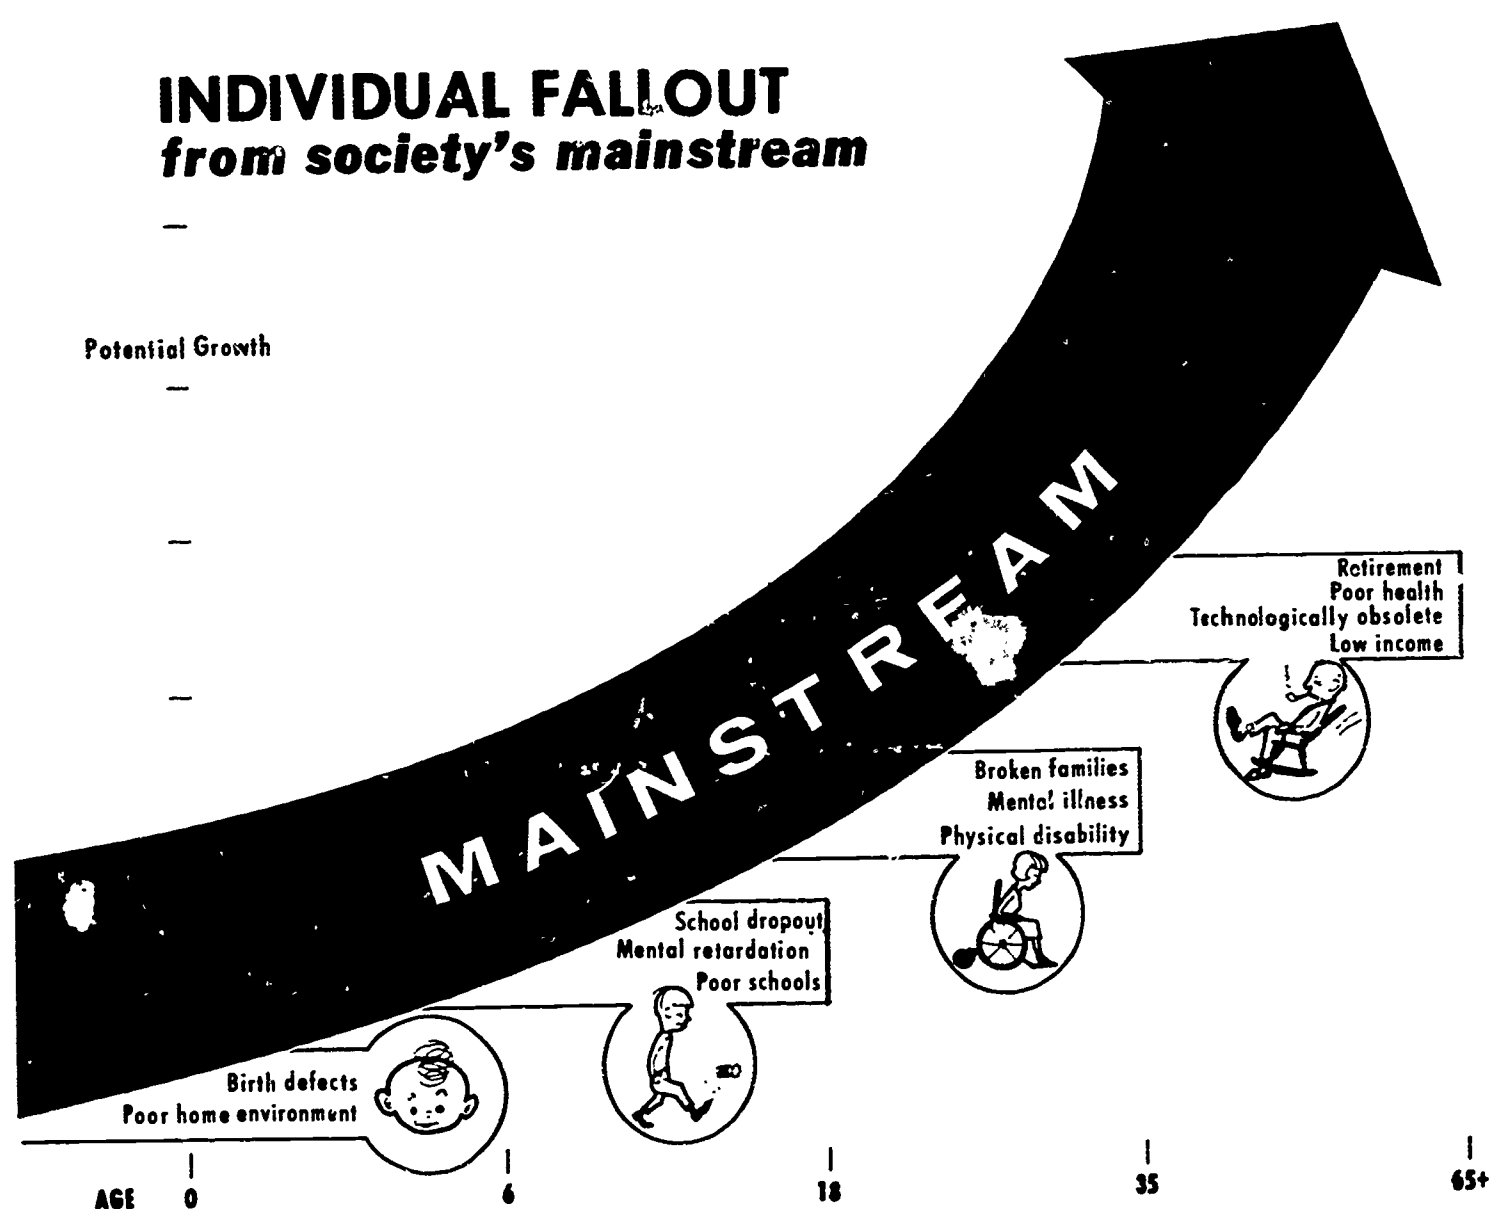 INDIVIDUAL FALLOUT
from society's mainstream
Potential Growth
MAINSTREAM
Retirement
Poor health
Technologically obsolete
Low income
Broken families
Mental illness
Physical disability
School dropout
Mental retardation
Poor schools
Birth defects
Poor home environment
AGE 0 6 18 35 65+